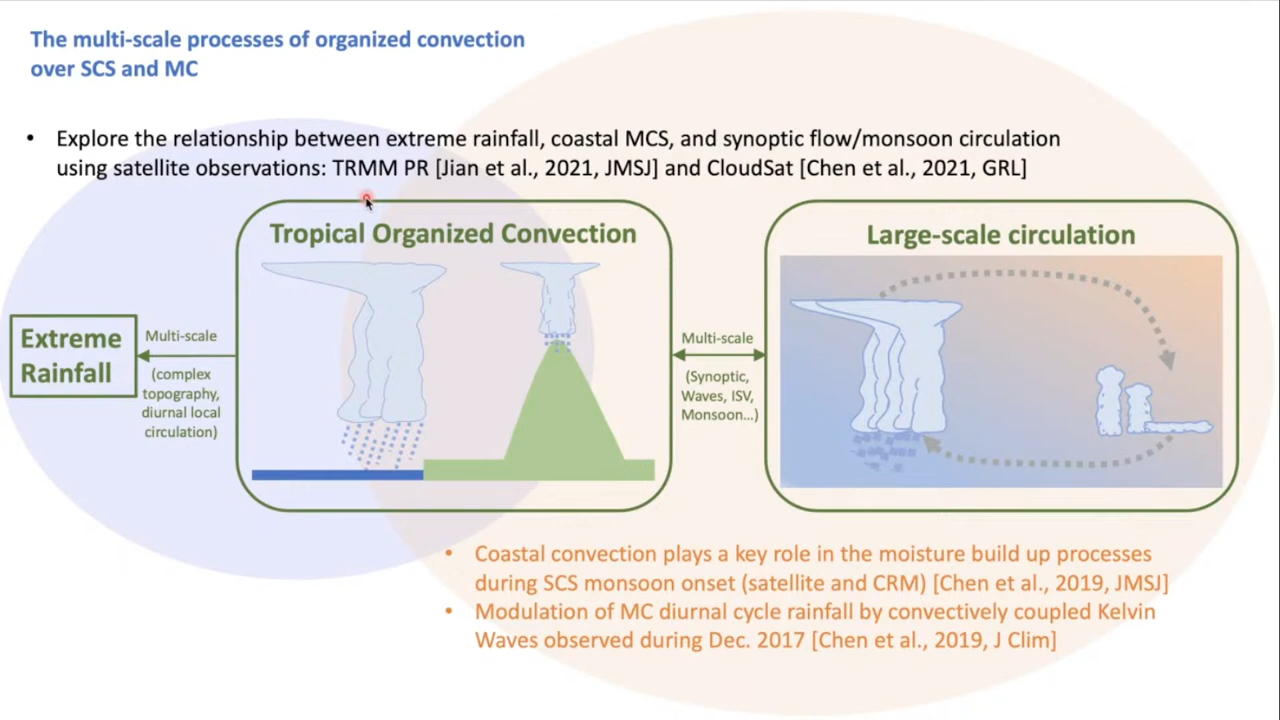 The multi-scale processes of organized convection
over SCS and MC
• Explore the relationship between extreme rainfall, coastal MCS, and synoptic flow/monsoon circulation
using satellite observations: TRMM PR [Jian et al., 2021, JMSJ] and CloudSat [Chen et al., 2021, GRL]
Extreme
Rainfall
Multi-scale
(complex
topography,
diurnal local
circulation)
Tropical Organized Convection
Multi-scale
(Synoptic,
Waves, ISV,
Monsoon...)
Large-scale circulation
• Coastal convection plays a key role in the moisture build up processes
during SCS monsoon onset (satellite and CRM) [Chen et al., 2019, JMSJ]
• Modulation of MC diurnal cycle rainfall by convectively coupled Kelvin
Waves observed during Dec. 2017 [Chen et al., 2019, J Clim]